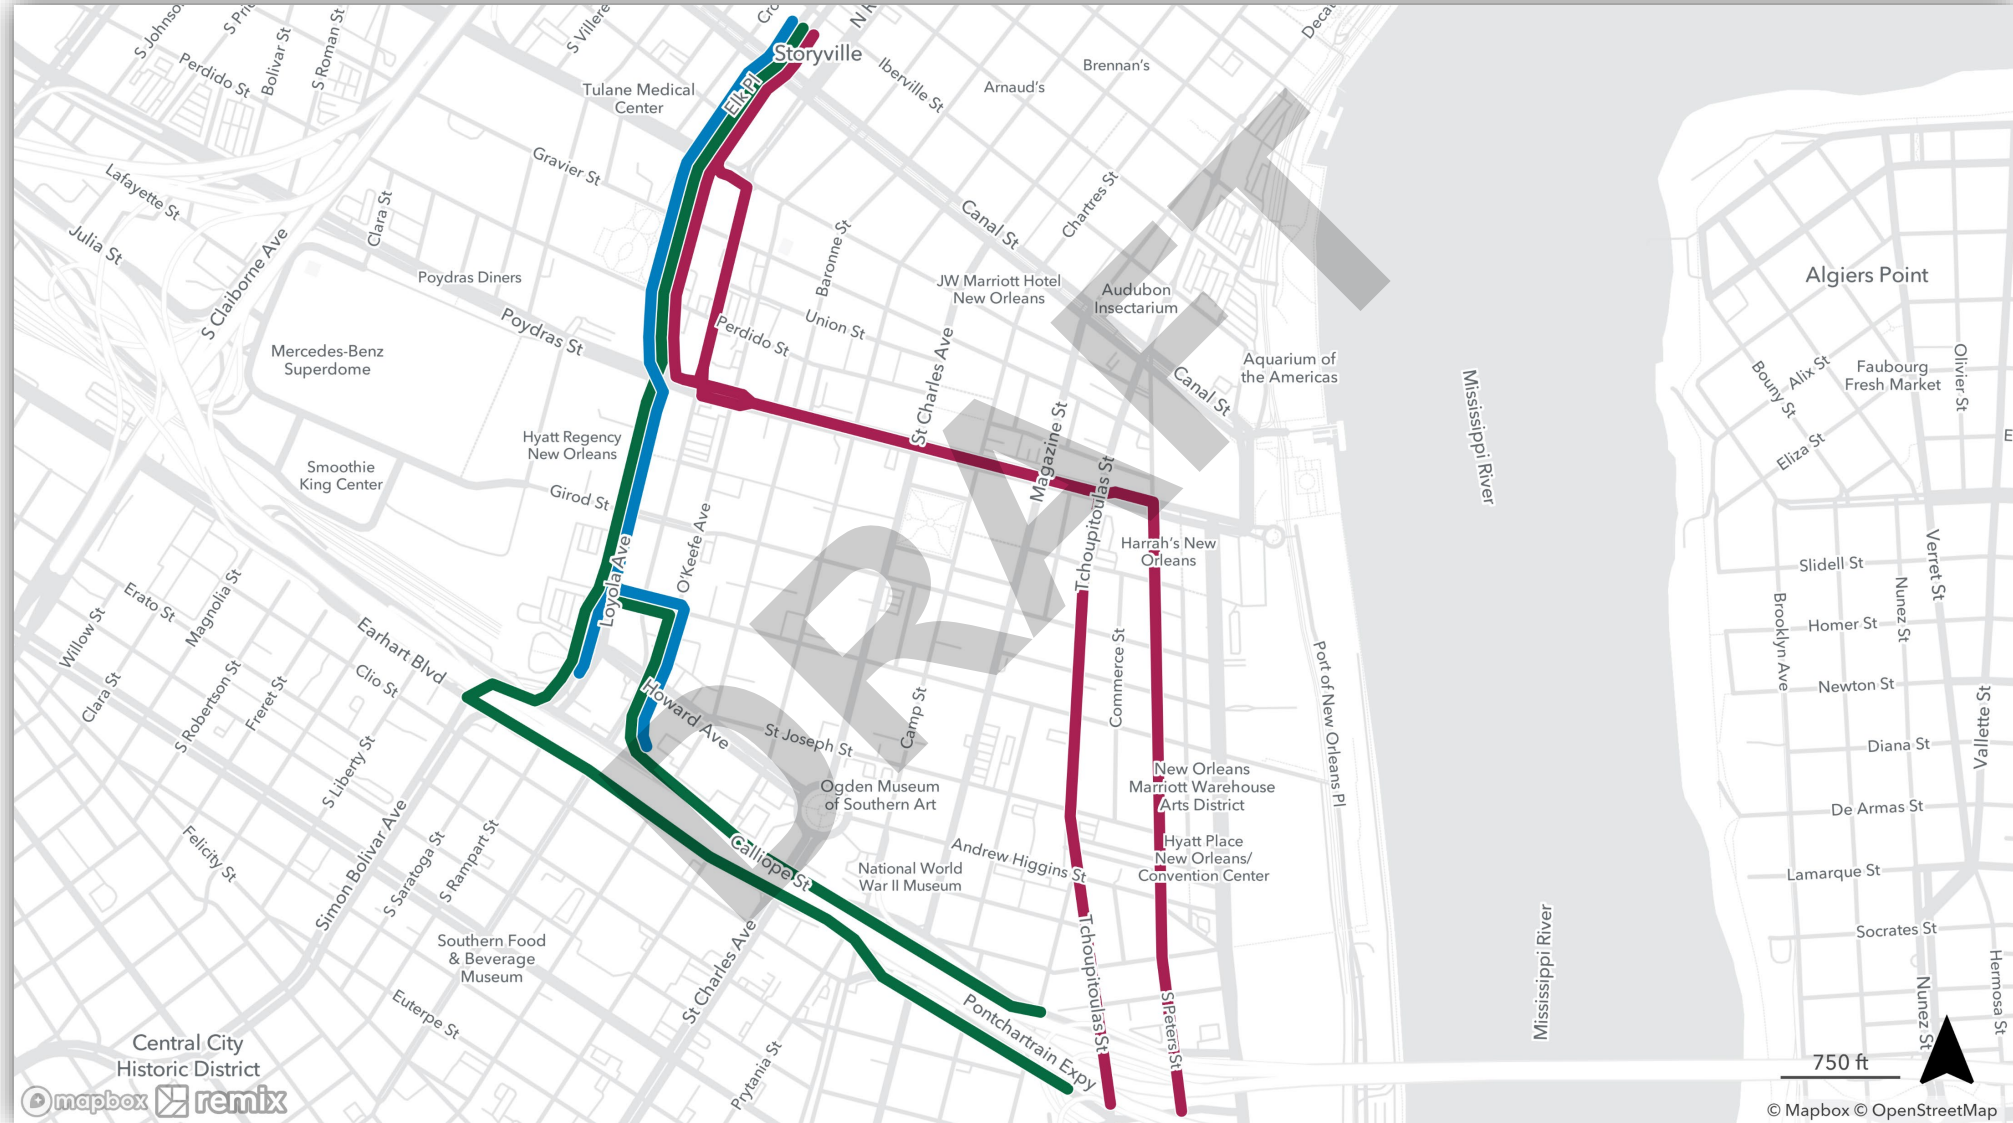 S Johnso
S Pri
Bolivar St
S Roman St
Perdido St
S Villere
Cro
N R
Storyville
Elk Pl
Iberville St
Brennan's
Arnaud's
Decat
Tulane Medical
Center
Gravier St
Lafayette St
Clara St
Julia St
S Claiborne Ave
Poydras Diners
Poydras St
Canal St
Chartres St
Baronne St
Union St
Perdido St
JW Marriott Hotel
New Orleans
Audubon
Insectarium
Aquarium of
the Americas
Canal St
St Charles Ave
Magazine St
Tchoupitoulas St
Mercedes-Benz
Superdome
Hyatt Regency
New Orleans
Smoothie
King Center
Girod St
Loyola Ave
O'Keefe Ave
Harrah's New
Orleans
DRAFT
Algiers Point
Mississippi River
Bouny St
Alix St
Eliza St
Faubourg
Fresh Market
Olivier St
E
Slidell St
Verret St
Nunez St
Brooklyn Ave
Homer St
Newton St
Diana St
Vallette St
De Armas St
Lamarque St
Socrates St
Hermosa St
Nunez St
Erato St
Magnolia St
Willow St
Clara St
Earhart Blvd
Clio St
S Robertson St
Freret St
S Liberty St
Felicity St
Simon Bolivar Ave
S Saratoga St
S Rampart St
Howard Ave
St Joseph St
Camp St
Commerce St
Port of New Orleans Pl
New Orleans
Marriott Warehouse
Arts District
Ogden Museum
of Southern Art
Hyatt Place
New Orleans/
Convention Center
Calliope St
National World
War II Museum
Andrew Higgins St
Tchoupitoulas St
S Peters St
Pontchartrain Expy
Southern Food
& Beverage
Museum
St Charles Ave
Euterpe St
Prytania St
Mississippi River
Central City
Historic District
mapbox remix
750 ft
© Mapbox © OpenStreetMap